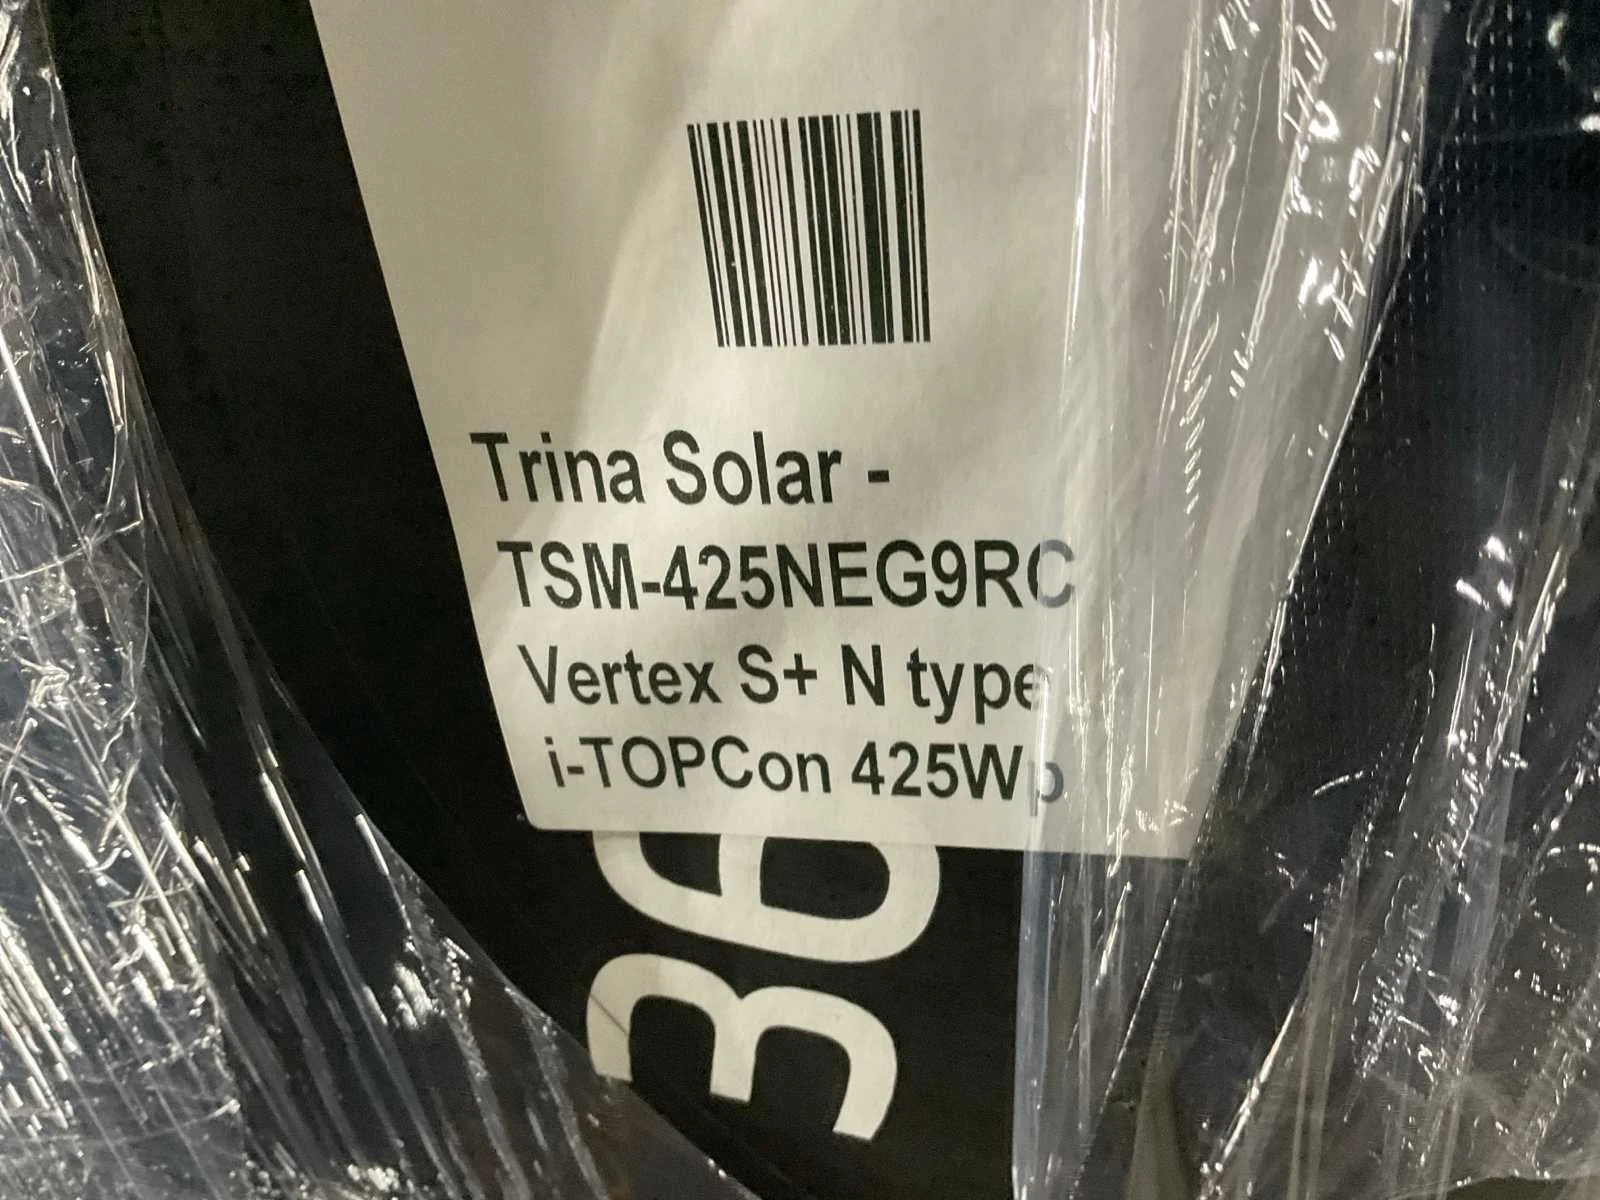 Trina Solar -
TSM-425NEG9RC
Vertex S+ N type
i-TOPCon 425Wp